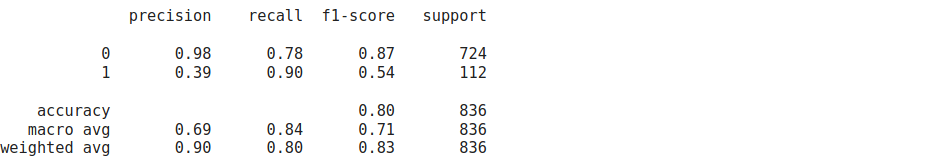 precision recall f1-score support
0 0.98 0.78 0.87 724
1 0.39 0.90 0.54 112
accuracy 0.80 836
macro avg 0.69 0.84 0.71 836
weighted avg 0.90 0.80 0.83 836